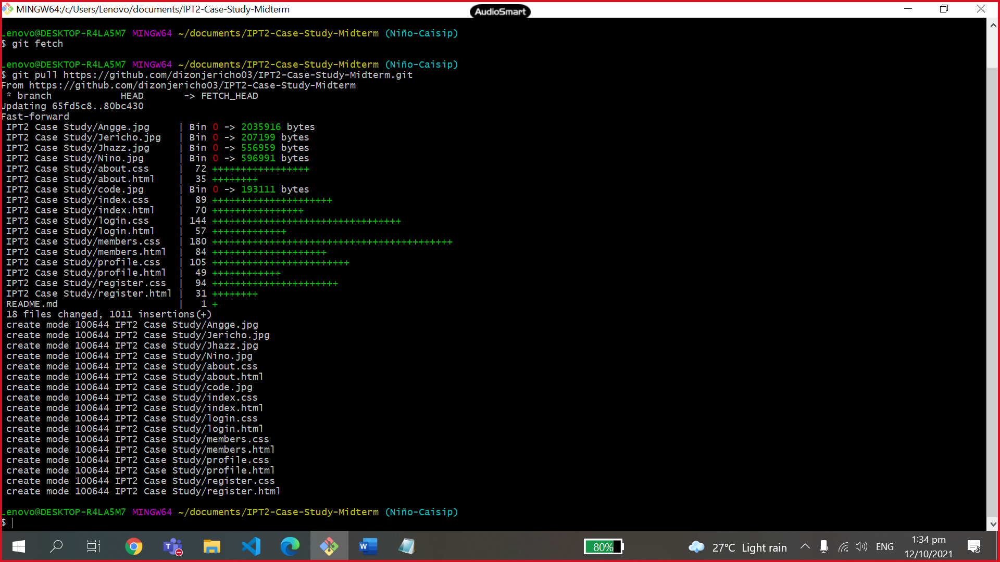 MINGW64:/c/Users/Lenovo/documents/IPT2-Case-Study-Midterm
AudioSmart
Lenovo@DESKTOP-R4LA5M7 MINGW64 ~/documents/IPT2-Case-Study-Midterm (Niño-Caisip)
$ git fetch
Lenovo@DESKTOP-R4LA5M7 MINGW64 ~/documents/IPT2-Case-Study-Midterm (Niño-Caisip)
$ git pull https://github.com/dizonjericho03/IPT2-Case-Study-Midterm.git
From https://github.com/dizonjericho03/IPT2-Case-Study-Midterm
 * branch            HEAD       -> FETCH_HEAD
Updating 65fd5c8..80bc430
Fast-forward
 IPT2 Case Study/Angge.jpg     | Bin 0 -> 2035916 bytes
 IPT2 Case Study/Jericho.jpg   | Bin 0 -> 207199 bytes
 IPT2 Case Study/Jhazz.jpg     | Bin 0 -> 556959 bytes
 IPT2 Case Study/Nino.jpg      | Bin 0 -> 596991 bytes
 IPT2 Case Study/about.css     |  72 +++++++++++++++++
 IPT2 Case Study/about.html    |  35 ++++++++
 IPT2 Case Study/code.jpg      | Bin 0 -> 193111 bytes
 IPT2 Case Study/index.css     |  89 +++++++++++++++++++++
 IPT2 Case Study/index.html    |  70 ++++++++++++++++
 IPT2 Case Study/login.css     | 144 +++++++++++++++++++++++++++++++++
 IPT2 Case Study/login.html    |  57 +++++++++++++
 IPT2 Case Study/members.css   | 180 ++++++++++++++++++++++++++++++++++++++++++
 IPT2 Case Study/members.html  |  84 ++++++++++++++++++++
 IPT2 Case Study/profile.css   | 105 ++++++++++++++++++++++++
 IPT2 Case Study/profile.html  |  49 ++++++++++++
 IPT2 Case Study/register.css  |  94 ++++++++++++++++++++++
 IPT2 Case Study/register.html |  31 ++++++++
 README.md                     |   1 +
 18 files changed, 1011 insertions(+)
 create mode 100644 IPT2 Case Study/Angge.jpg
 create mode 100644 IPT2 Case Study/Jericho.jpg
 create mode 100644 IPT2 Case Study/Jhazz.jpg
 create mode 100644 IPT2 Case Study/Nino.jpg
 create mode 100644 IPT2 Case Study/about.css
 create mode 100644 IPT2 Case Study/about.html
 create mode 100644 IPT2 Case Study/code.jpg
 create mode 100644 IPT2 Case Study/index.css
 create mode 100644 IPT2 Case Study/index.html
 create mode 100644 IPT2 Case Study/login.css
 create mode 100644 IPT2 Case Study/login.html
 create mode 100644 IPT2 Case Study/members.css
 create mode 100644 IPT2 Case Study/members.html
 create mode 100644 IPT2 Case Study/profile.css
 create mode 100644 IPT2 Case Study/profile.html
 create mode 100644 IPT2 Case Study/register.css
 create mode 100644 IPT2 Case Study/register.html
Lenovo@DESKTOP-R4LA5M7 MINGW64 ~/documents/IPT2-Case-Study-Midterm (Niño-Caisip)
$
80%
27°C Light rain
ENG
1:34 pm
12/10/2021